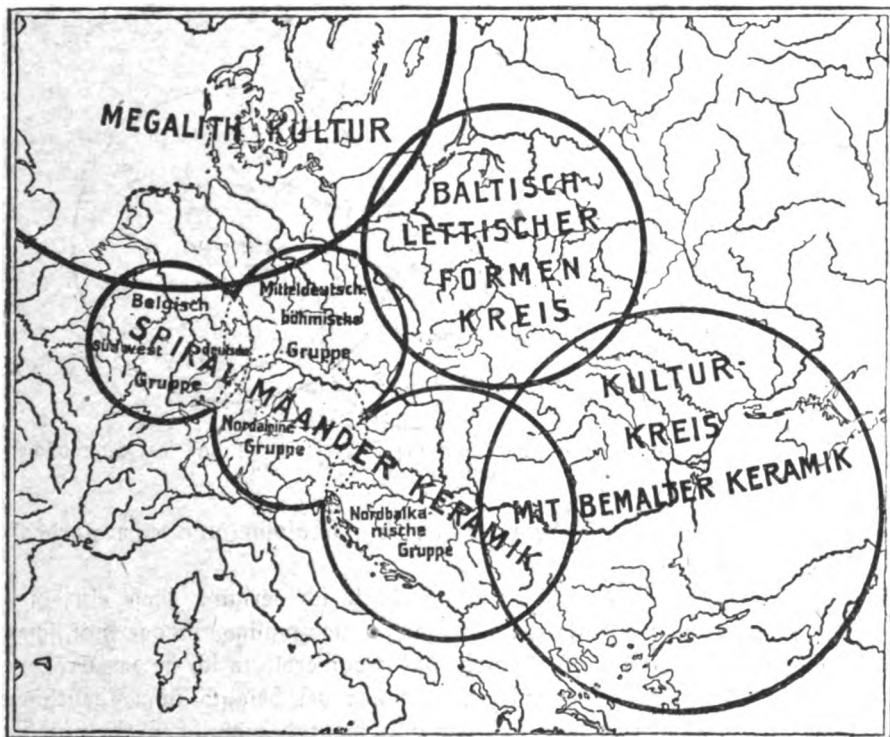 MEGALITH KULTUR
BALTISCH-
LETTISCHER
FORMEN
KREIS
SPIRAL MÄANDER KERAMIK
Belgisch
südwestdeutsche
Gruppe
Mitteldeutsch-
böhmische
Gruppe
Nordalpine
Gruppe
Nordbalka-
nische
Gruppe
KULTUR-
KREIS
MIT BEMALTER KERAMIK